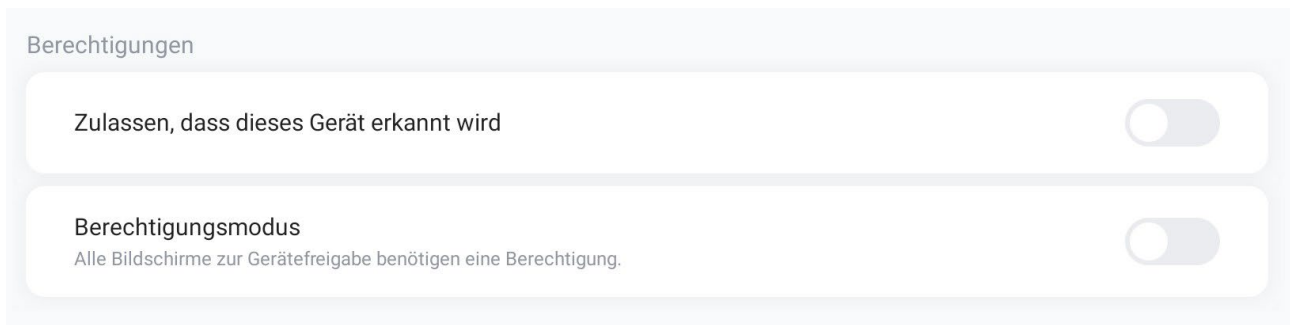 Berechtigungen
Zulassen, dass dieses Gerät erkannt wird
Berechtigungsmodus
Alle Bildschirme zur Gerätefreigabe benötigen eine Berechtigung.